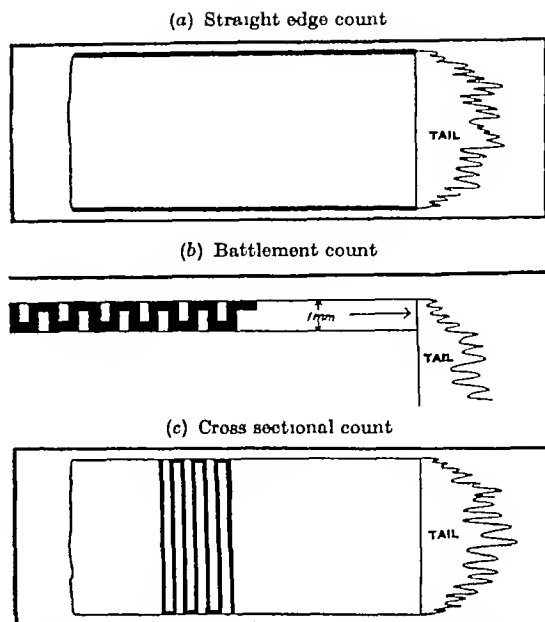 (a) Straight edge count
TAIL
(b) Battlement count
1mm
TAIL
(c) Cross sectional count
TAIL